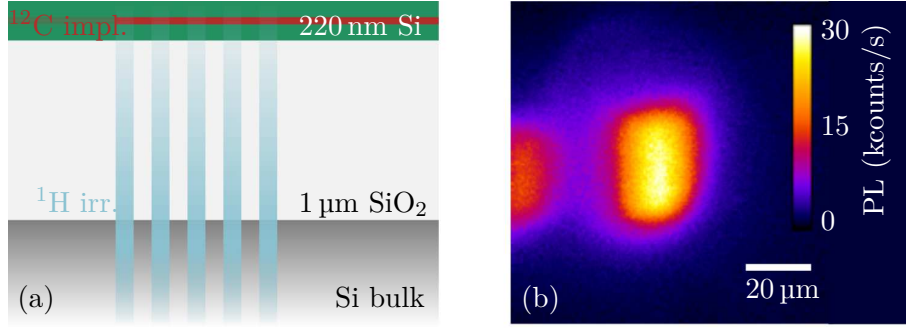 ¹²C impl.
220 nm Si
¹H irr.
1 µm SiO₂
(a)
Si bulk
30
15
0
PL (kcounts/s)
20 µm
(b)